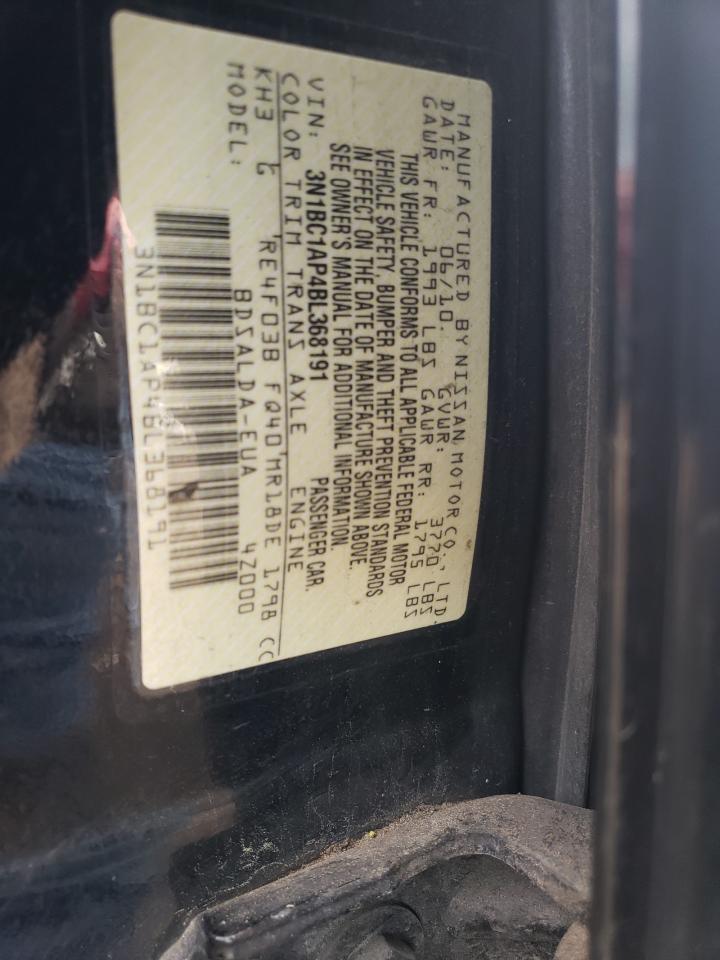 MANUFACTURED BY NISSAN MOTOR CO., LTD.
DATE: 06/10. GVWR: 3770 LBS
GAWR FR: 1993 LBS GAWR RR: 1795 LBS
THIS VEHICLE CONFORMS TO ALL APPLICABLE FEDERAL MOTOR
VEHICLE SAFETY, BUMPER AND THEFT PREVENTION STANDARDS
IN EFFECT ON THE DATE OF MANUFACTURE SHOWN ABOVE.
SEE OWNER'S MANUAL FOR ADDITIONAL INFORMATION.
VIN: 3N1BC1AP4BL368191 PASSENGER CAR.
COLOR TRIM TRANS AXLE ENGINE
KH3 G RE4F03B FQ40 MR18DE 1798 CC
MODEL: BDSALDA-EUA 4Z000
3N1BC1AP4BL368191